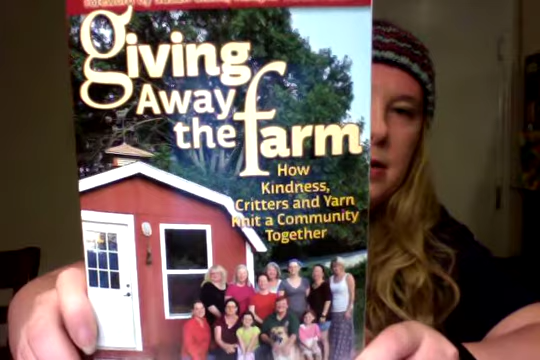 giving
Away
the farm
How
Kindness,
Critters and Yarn
Knit a Community
Together